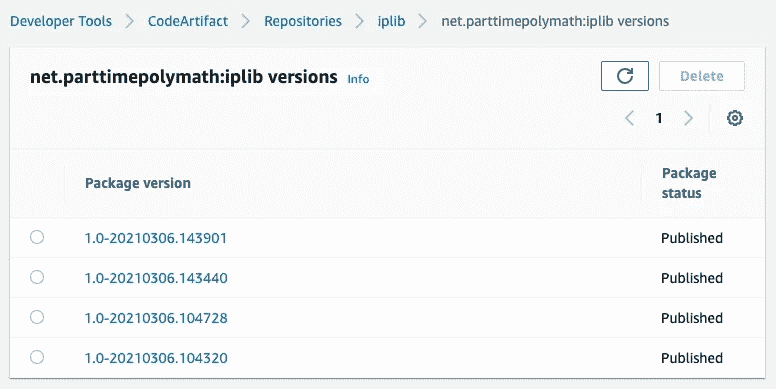 Developer Tools > CodeArtifact > Repositories > iplib > net.parttimepolymath:iplib versions
net.parttimepolymath:iplib versions Info
Delete
< 1 >
Package version
Package
status
1.0-20210306.143901 Published
1.0-20210306.143440 Published
1.0-20210306.104728 Published
1.0-20210306.104320 Published